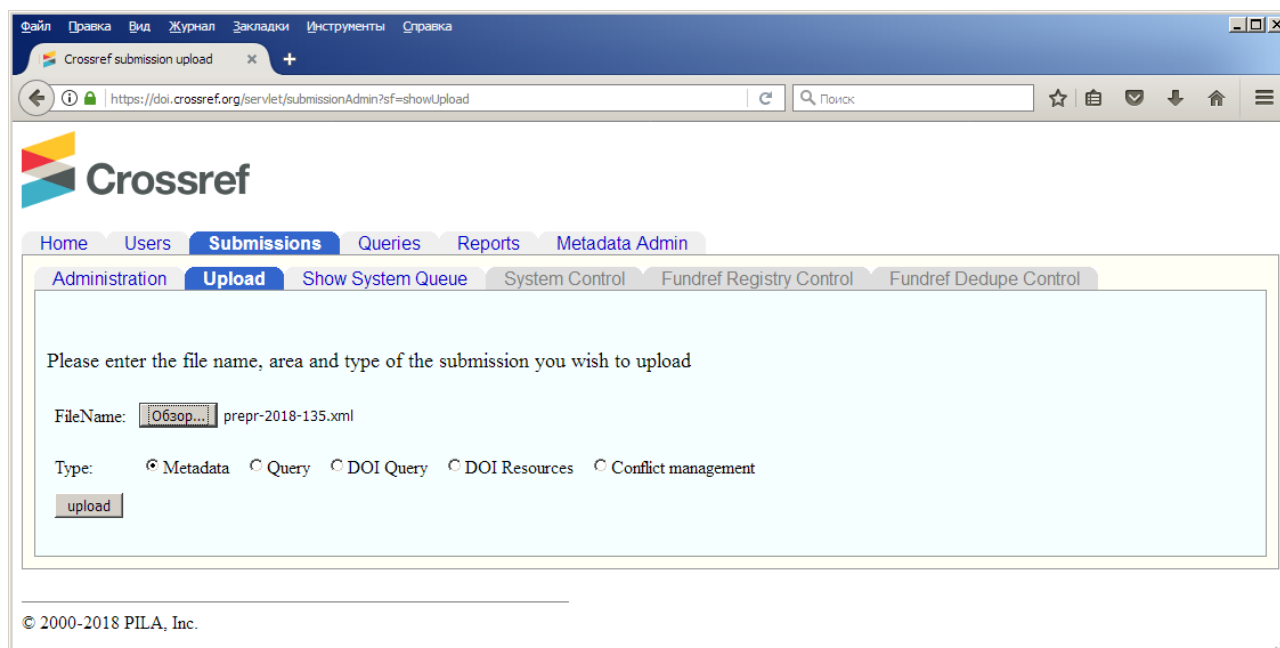 Файл Правка Вид Журнал Закладки Инструменты Справка
Crossref submission upload
https://doi.crossref.org/servlet/submissionAdmin?sf=showUpload Поиск
Crossref
Home Users Submissions Queries Reports Metadata Admin
Administration Upload Show System Queue System Control Fundref Registry Control Fundref Dedupe Control
Please enter the file name, area and type of the submission you wish to upload
FileName: Обзор... prepr-2018-135.xml
Type: Metadata Query DOI Query DOI Resources Conflict management
upload
© 2000-2018 PILA, Inc.